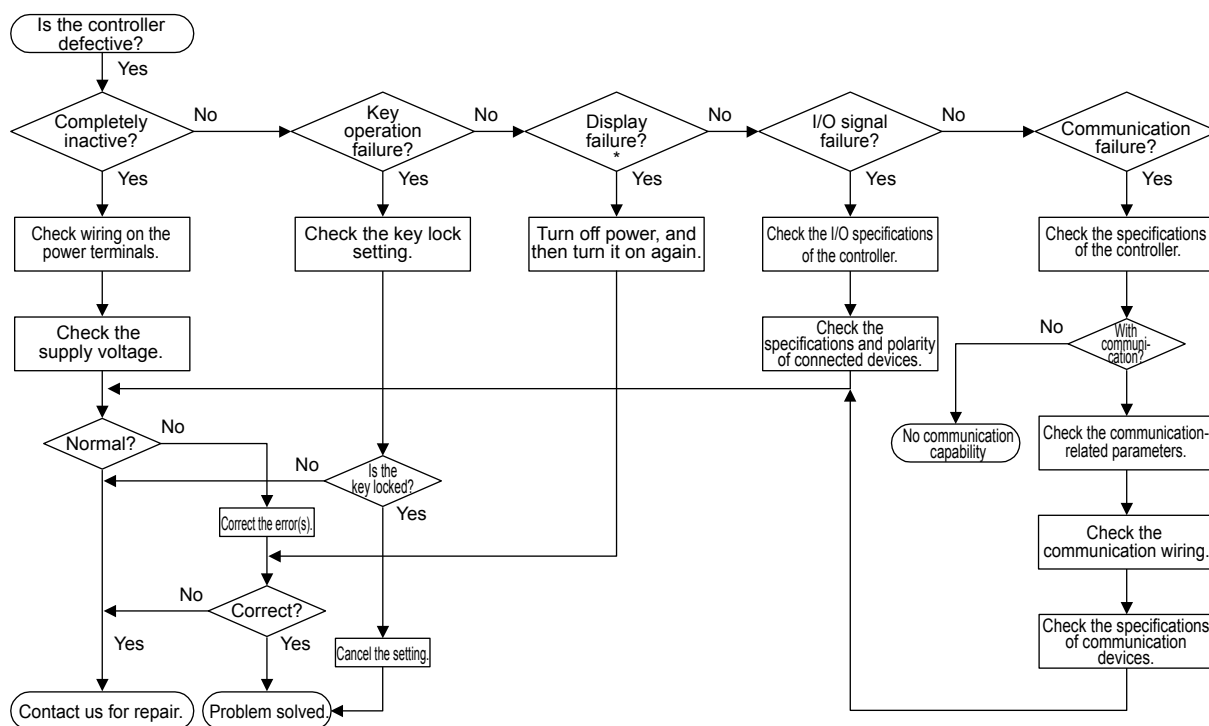 Is the controller
defective?
Yes
Completely
inactive?
No
Key
operation
failure?
No
Display
failure?
*
No
I/O signal
failure?
No
Communication
failure?
Yes
Yes
Yes
Yes
Yes
Check wiring on the
power terminals.
Check the key lock
setting.
Turn off power, and
then turn it on again.
Check the I/O specifications
of the controller.
Check the specifications
of the controller.
Check the
supply voltage.
Check the
specifications and polarity
of connected devices.
No
With
communi-
cation?
Yes
Normal?
No
No
Is the
key locked?
Yes
No communication
capability
Check the communication-
related parameters.
Correct the error(s).
Check the
communication wiring.
No
Correct?
Yes
Yes
Cancel the setting.
Check the specifications
of communication
devices.
Contact us for repair.
Problem solved.